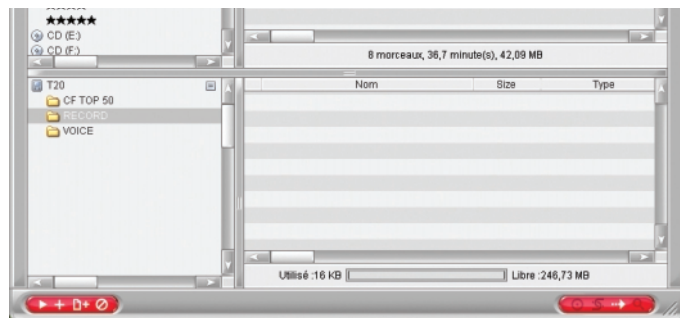 ★★★★★
CD (E:)
CD (F:)
8 morceaux, 36,7 minute(s), 42,09 MB
T20
Nom Size Type
CF TOP 50
RECORD
VOICE
Utilisé :16 KB Libre :246,73 MB